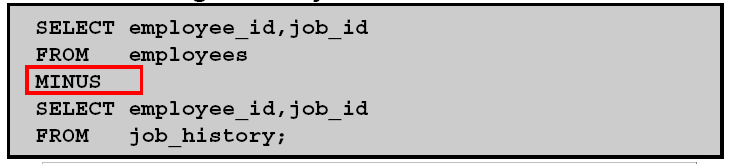 SELECT employee_id,job_id
FROM employees
MINUS
SELECT employee_id,job_id
FROM job_history;